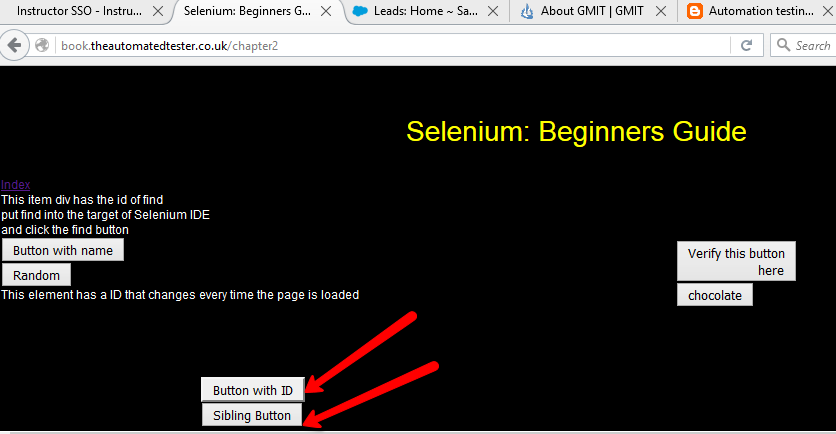 Instructor SSO - Instru...
Selenium: Beginners G...
Leads: Home ~ Sa...
About GMIT | GMIT
Automation testin...
book.theautomatedtester.co.uk/chapter2
Search
Selenium: Beginners Guide
Index
This item div has the id of find
put find into the target of Selenium IDE
and click the find button
Button with name
Verify this button
here
Random
chocolate
This element has a ID that changes every time the page is loaded
Button with ID
Sibling Button